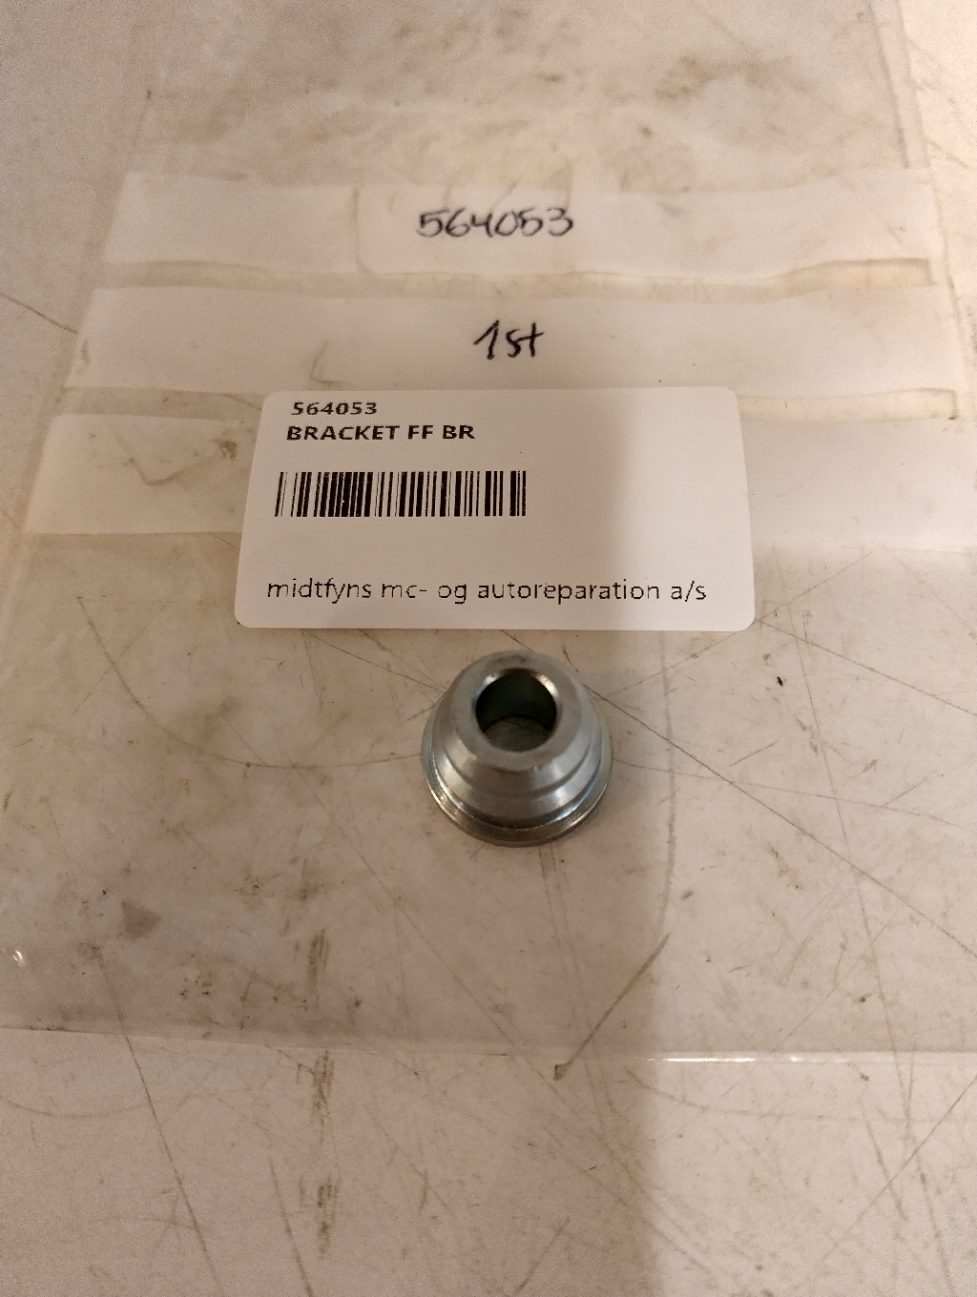 564053
1st
564053
BRACKET FF BR
midtfyns mc- og autoreparation a/s